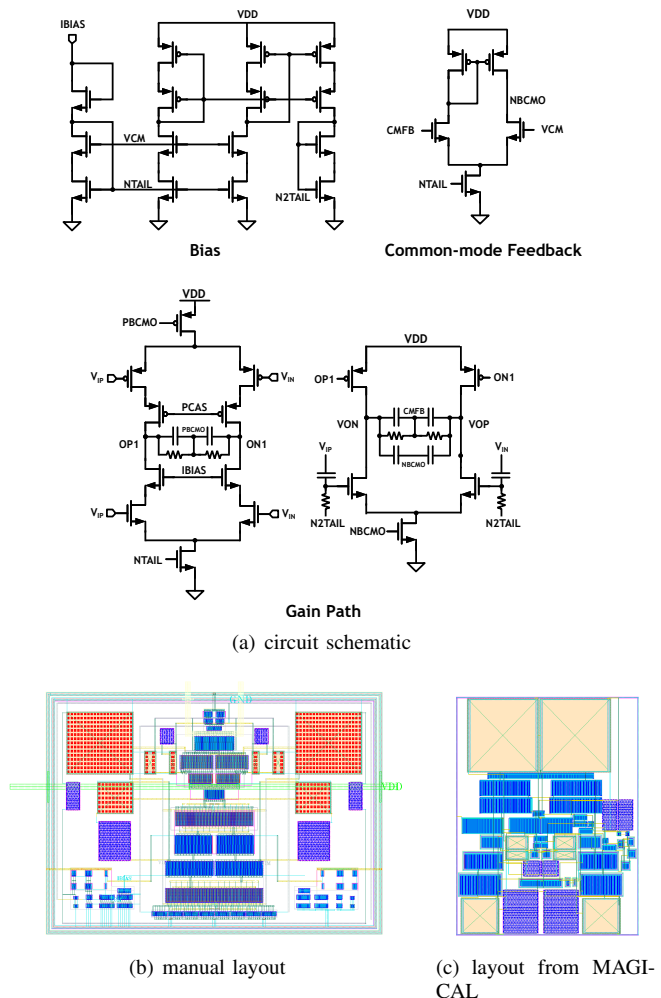 IBIAS
VDD
VCM
NTAIL
N2TAIL
Bias
VDD
NBCMO
CMFB
VCM
NTAIL
Common-mode Feedback
VDD
PBCMO
VIP
VIN
PCAS
OP1
PBCMO
ON1
IBIAS
VIP
VIN
NTAIL
VDD
OP1
ON1
CMFB
VON
VOP
NBCMO
VIP
VIN
N2TAIL
N2TAIL
NBCMO
Gain Path
(a) circuit schematic
GND
VDD
(b) manual layout
(c) layout from MAGI-
CAL